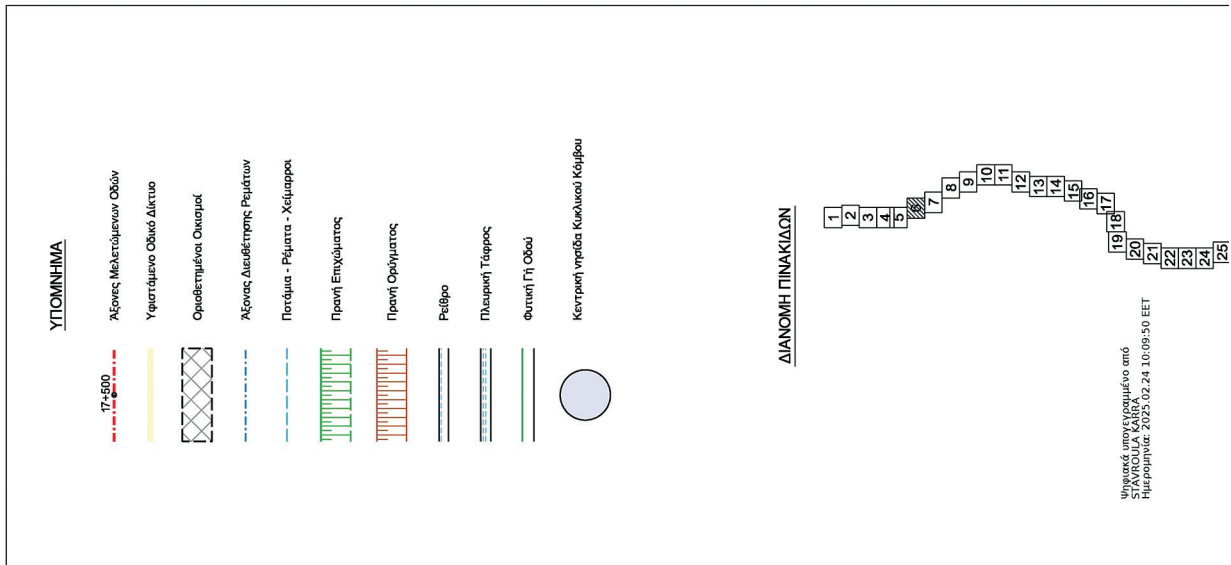 ΥΠΟΜΝΗΜΑ
17+500
Άξονες Μελετώμενων Οδών
Υφιστάμενο Οδικό Δίκτυο
Οριοθετημένοι Οικισμοί
Άξονας Διευθέτησης Ρεμάτων
Ποτάμια - Ρέματα - Χείμαρροι
Πρανή Επιχώματος
Πρανή Ορύγματος
Ρείθρο
Πλευρική Τάφρος
Φυτική Γή Οδού
Κεντρική νησίδα Κυκλικού Κόμβου
ΔΙΑΝΟΜΗ ΠΙΝΑΚΙΔΩΝ
1
2
3
4
5
6
7
8
9
10
11
12
13
14
15
16
17
18
19
20
21
22
23
24
25
Ψηφιακά υπογεγραμμένο από
STAVROULA KARRA
Ημερομηνία: 2025.02.24 10:09:50 EET